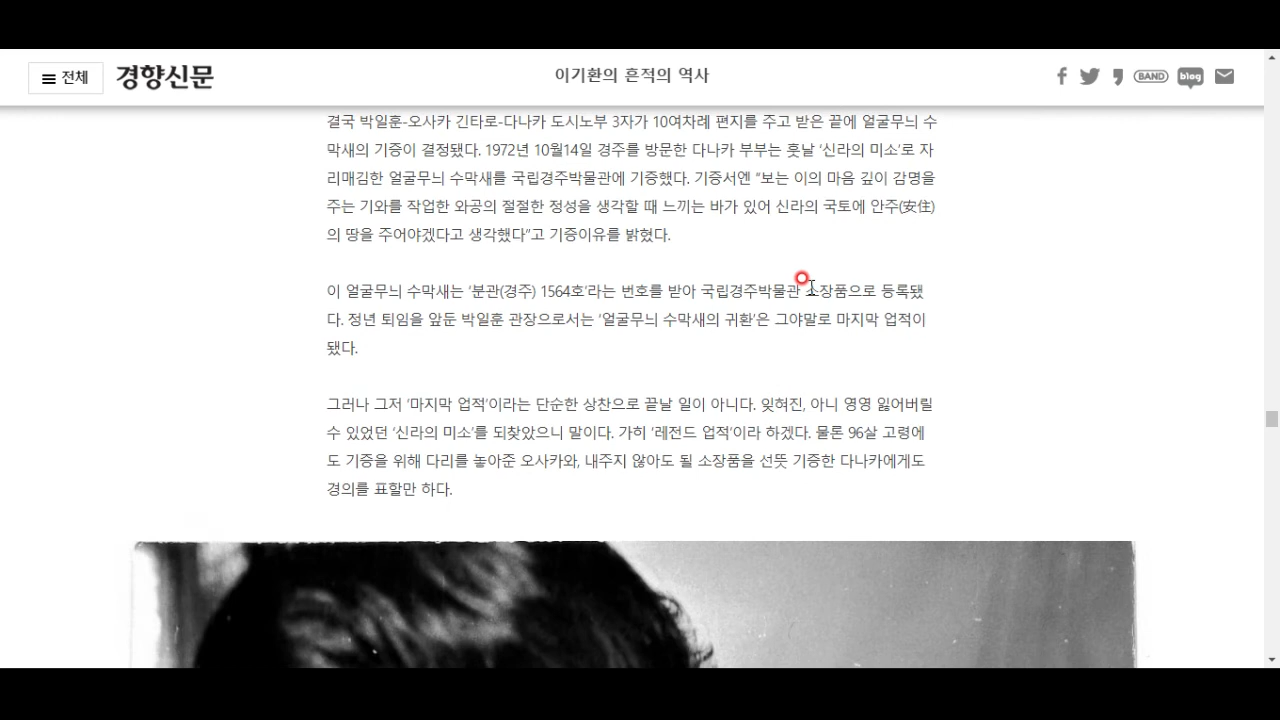 전체
경향신문
이기환의 흔적의 역사
BAND
blog
결국 박일훈-오사카 긴타로-다나카 도시노부 3자가 10여차례 편지를 주고 받은 끝에 얼굴무늬 수
막새의 기증이 결정됐다. 1972년 10월14일 경주를 방문한 다나카 부부는 훗날 ‘신라의 미소’로 자
리매김한 얼굴무늬 수막새를 국립경주박물관에 기증했다. 기증서엔 “보는 이의 마음 깊이 감명을
주는 기와를 작업한 와공의 절절한 정성을 생각할 때 느끼는 바가 있어 신라의 국토에 안주(安住)
의 땅을 주어야겠다고 생각했다”고 기증이유를 밝혔다.
이 얼굴무늬 수막새는 ‘분관(경주) 1564호’라는 번호를 받아 국립경주박물관 소장품으로 등록됐
다. 정년 퇴임을 앞둔 박일훈 관장으로서는 ‘얼굴무늬 수막새의 귀환’은 그야말로 마지막 업적이
됐다.
그러나 그저 ‘마지막 업적’이라는 단순한 상찬으로 끝날 일이 아니다. 잊혀진, 아니 영영 잃어버릴
수 있었던 ‘신라의 미소’를 되찾았으니 말이다. 가히 ‘레전드 업적’이라 하겠다. 물론 96살 고령에
도 기증을 위해 다리를 놓아준 오사카와, 내주지 않아도 될 소장품을 선뜻 기증한 다나카에게도
경의를 표할만 하다.